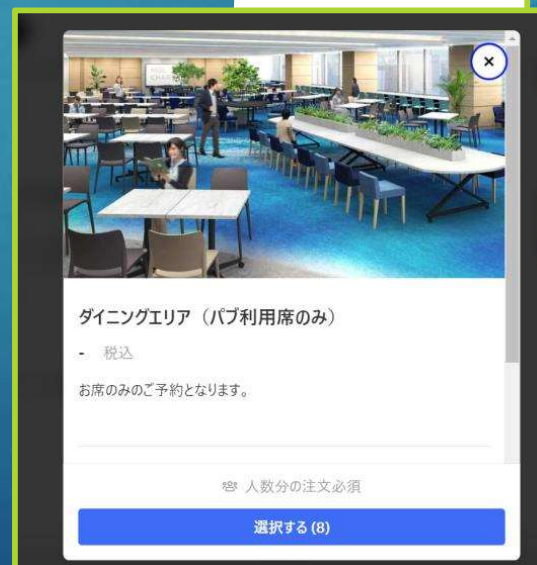 ダイニングエリア（パブ利用席のみ）
- 税込
お席のみのご予約となります。
人数分の注文必須
選択する (8)